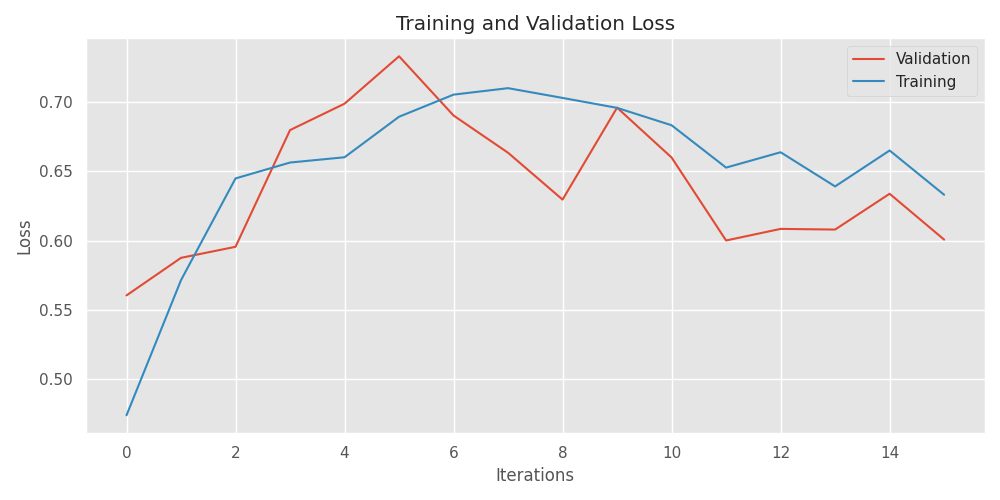 Training and Validation Loss
Validation
Training
0.70
0.65
0.60
0.55
0.50
Loss
0 2 4 6 8 10 12 14
Iterations